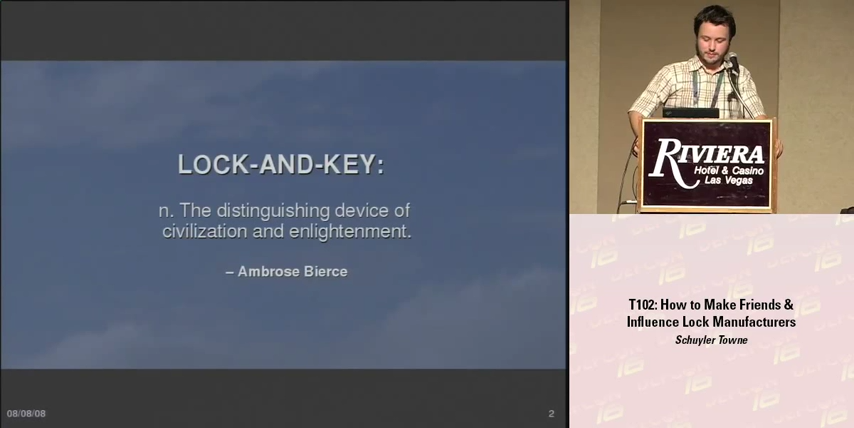 LOCK-AND-KEY:
n. The distinguishing device of
civilization and enlightenment.
– Ambrose Bierce
08/08/08
2
RIVIERA
Hotel & Casino
Las Vegas
T102: How to Make Friends &
Influence Lock Manufacturers
Schuyler Towne